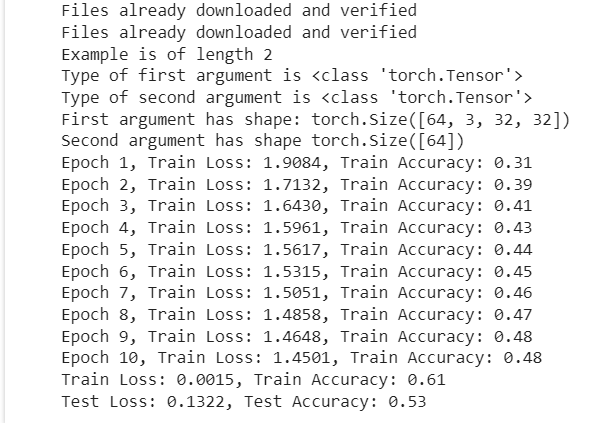 Files already downloaded and verified
Files already downloaded and verified
Example is of length 2
Type of first argument is <class 'torch.Tensor'>
Type of second argument is <class 'torch.Tensor'>
First argument has shape: torch.Size([64, 3, 32, 32])
Second argument has shape torch.Size([64])
Epoch 1, Train Loss: 1.9084, Train Accuracy: 0.31
Epoch 2, Train Loss: 1.7132, Train Accuracy: 0.39
Epoch 3, Train Loss: 1.6430, Train Accuracy: 0.41
Epoch 4, Train Loss: 1.5961, Train Accuracy: 0.43
Epoch 5, Train Loss: 1.5617, Train Accuracy: 0.44
Epoch 6, Train Loss: 1.5315, Train Accuracy: 0.45
Epoch 7, Train Loss: 1.5051, Train Accuracy: 0.46
Epoch 8, Train Loss: 1.4858, Train Accuracy: 0.47
Epoch 9, Train Loss: 1.4648, Train Accuracy: 0.48
Epoch 10, Train Loss: 1.4501, Train Accuracy: 0.48
Train Loss: 0.0015, Train Accuracy: 0.61
Test Loss: 0.1322, Test Accuracy: 0.53